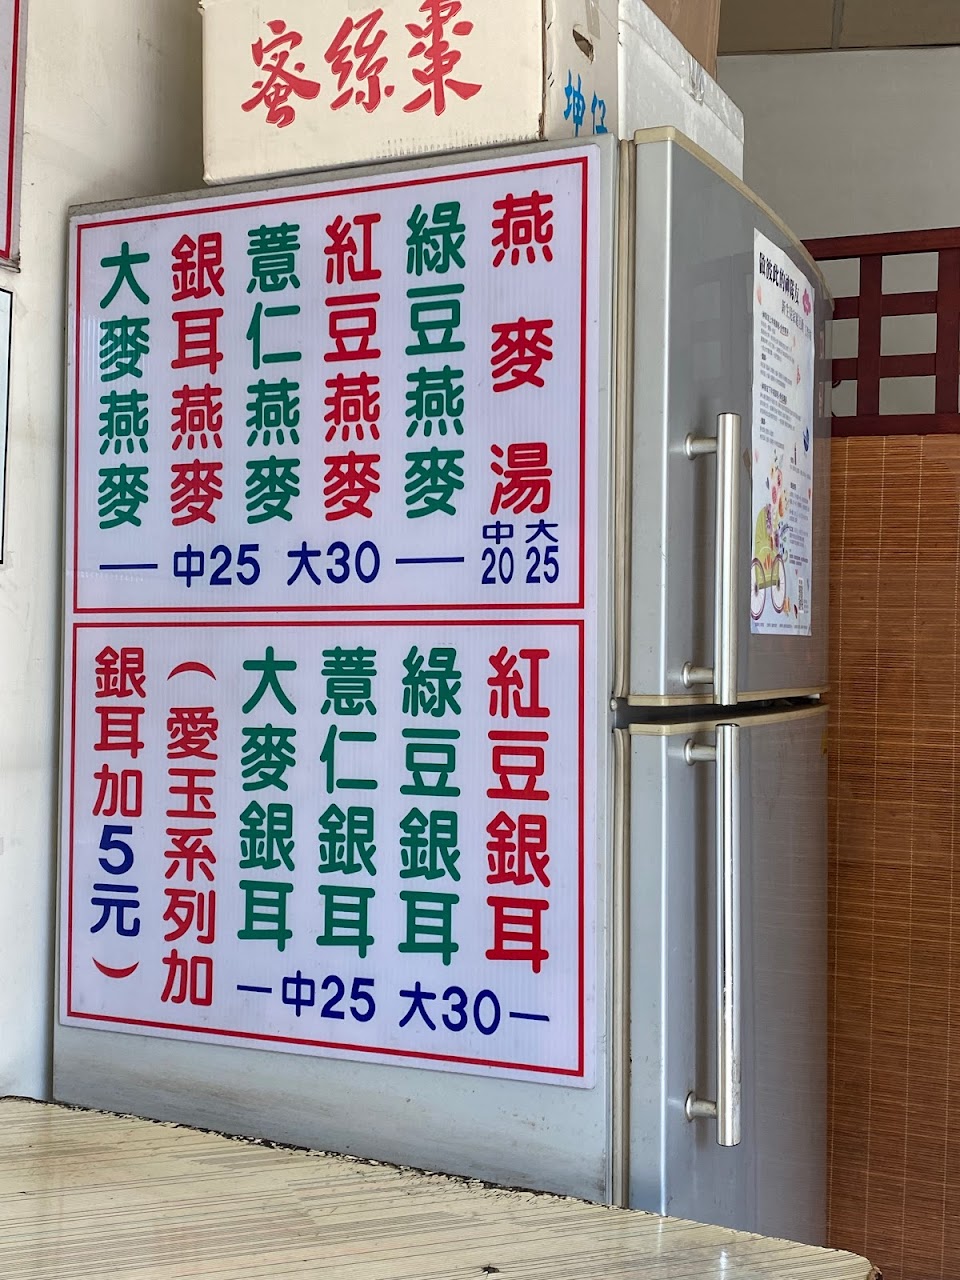 蜜絲棗
坤仔
燕麥湯
中20
大25
綠豆燕麥
紅豆燕麥
薏仁燕麥
銀耳燕麥
大麥燕麥
中25 大30
紅豆銀耳
綠豆銀耳
薏仁銀耳
大麥銀耳
中25 大30
(愛玉系列加
銀耳加5元)